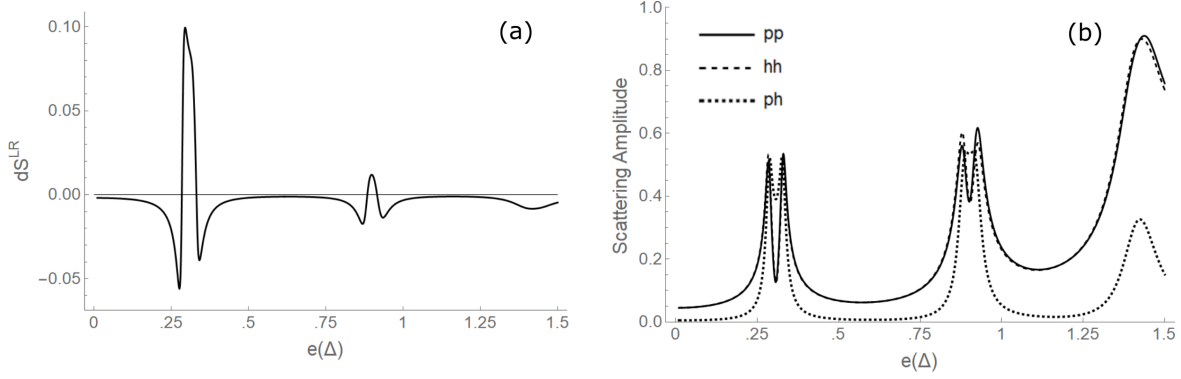 (a)
dS^LR
0.10
0.05
0.00
−0.05
0 .25 .5 .75 1 1.25 1.5
e(Δ)
(b)
pp
hh
ph
Scattering Amplitude
1.0
0.8
0.6
0.4
0.2
0.0
0 .25 .5 .75 1 1.25 1.5
e(Δ)